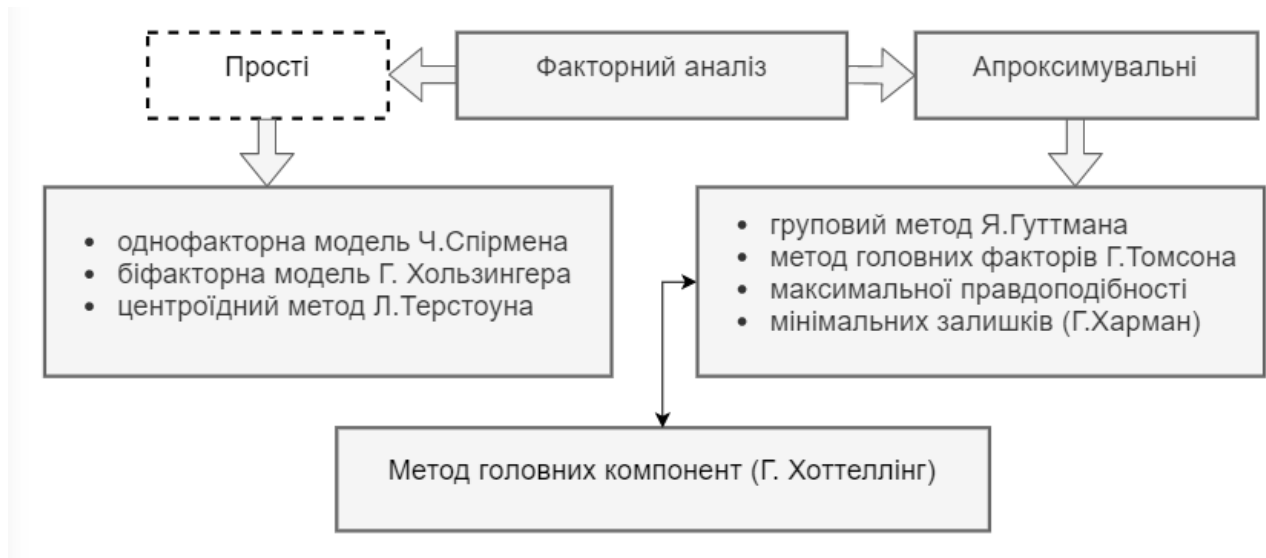 Прості
Факторний аналіз
Апроксимувальні
• однофакторна модель Ч.Спірмена
• біфакторна модель Г. Хользингера
• центроїдний метод Л.Терстоуна
• груповий метод Я.Гуттмана
• метод головних факторів Г.Томсона
• максимальної правдоподібності
• мінімальних залишків (Г.Харман)
Метод головних компонент (Г. Хоттеллінг)